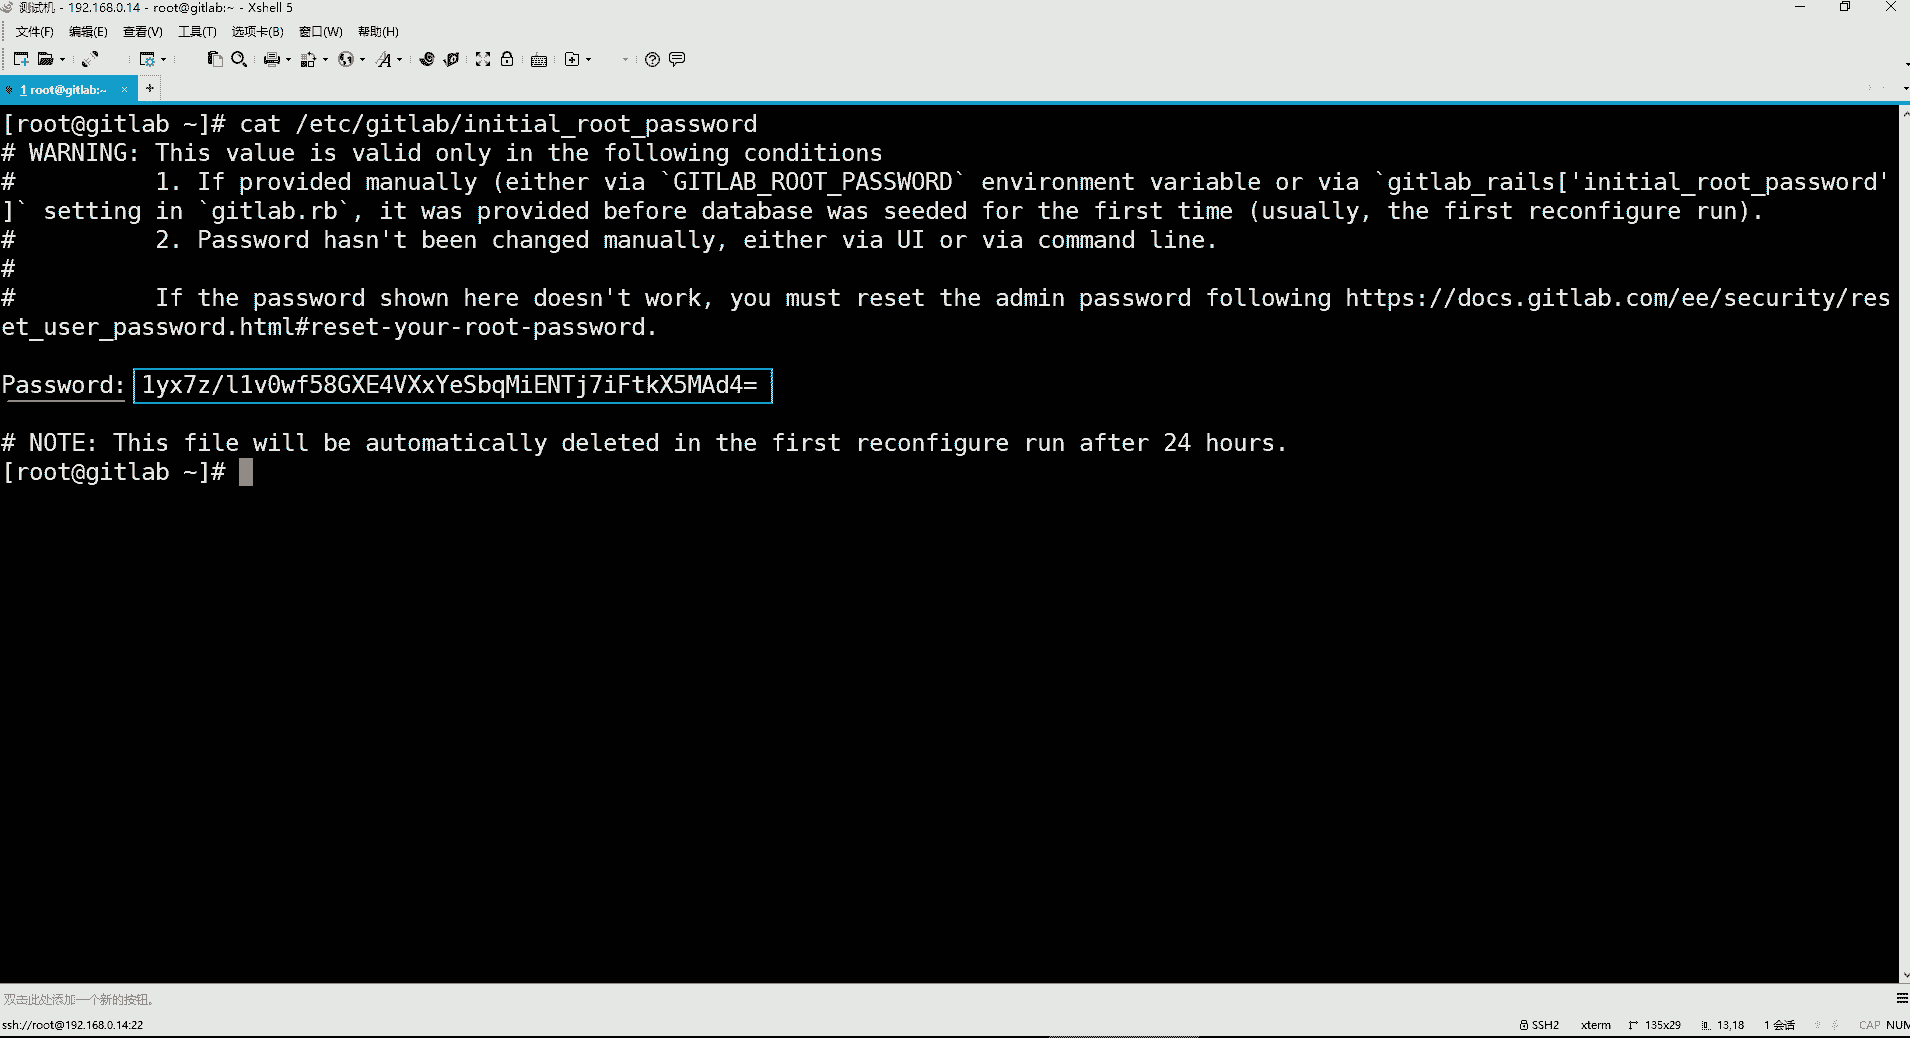 测试机 - 192.168.0.14 - root@gitlab:~ - Xshell 5
文件(F) 编辑(E) 查看(V) 工具(T) 选项卡(B) 窗口(W) 帮助(H)
1 root@gitlab:~ × +
[root@gitlab ~]# cat /etc/gitlab/initial_root_password
# WARNING: This value is valid only in the following conditions
#          1. If provided manually (either via `GITLAB_ROOT_PASSWORD` environment variable or via `gitlab_rails['initial_root_password'
]` setting in `gitlab.rb`, it was provided before database was seeded for the first time (usually, the first reconfigure run).
#          2. Password hasn't been changed manually, either via UI or via command line.
#
#          If the password shown here doesn't work, you must reset the admin password following https://docs.gitlab.com/ee/security/res
et_user_password.html#reset-your-root-password.
Password: 1yx7z/l1v0wf58GXE4VXxYeSbqMiENTj7iFtkX5MAd4=
# NOTE: This file will be automatically deleted in the first reconfigure run after 24 hours.
[root@gitlab ~]#
双击此处添加一个新的按钮。
ssh://root@192.168.0.14:22 SSH2 xterm 135x29 13,18 1 会话 CAP NUM